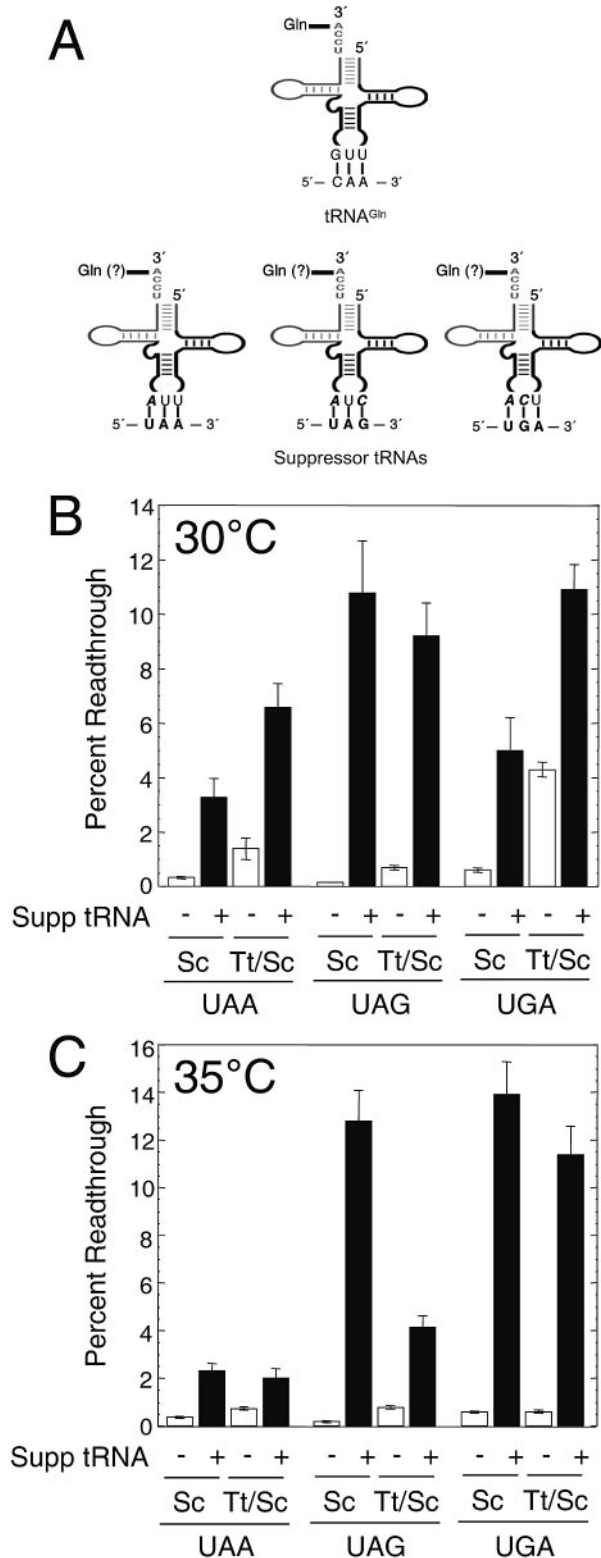 A
3´
Gln A C C U 5´
G U U
5´— C A A — 3´
tRNAᴳˡⁿ
3´ 3´ 3´
Gln (?) A C C U 5´ Gln (?) A C C U 5´ Gln (?) A C C U 5´
A U U A U C A C U
5´— U A A — 3´ 5´— U A G — 3´ 5´— U G A — 3´
Suppressor tRNAs
B
30°C
Percent Readthrough
14
12
10
8
6
4
2
0
Supp tRNA - + - + - + - + - + - +
Sc Tt/Sc Sc Tt/Sc Sc Tt/Sc
UAA UAG UGA
C
35°C
Percent Readthrough
16
14
12
10
8
6
4
2
0
Supp tRNA - + - + - + - + - + - +
Sc Tt/Sc Sc Tt/Sc Sc Tt/Sc
UAA UAG UGA